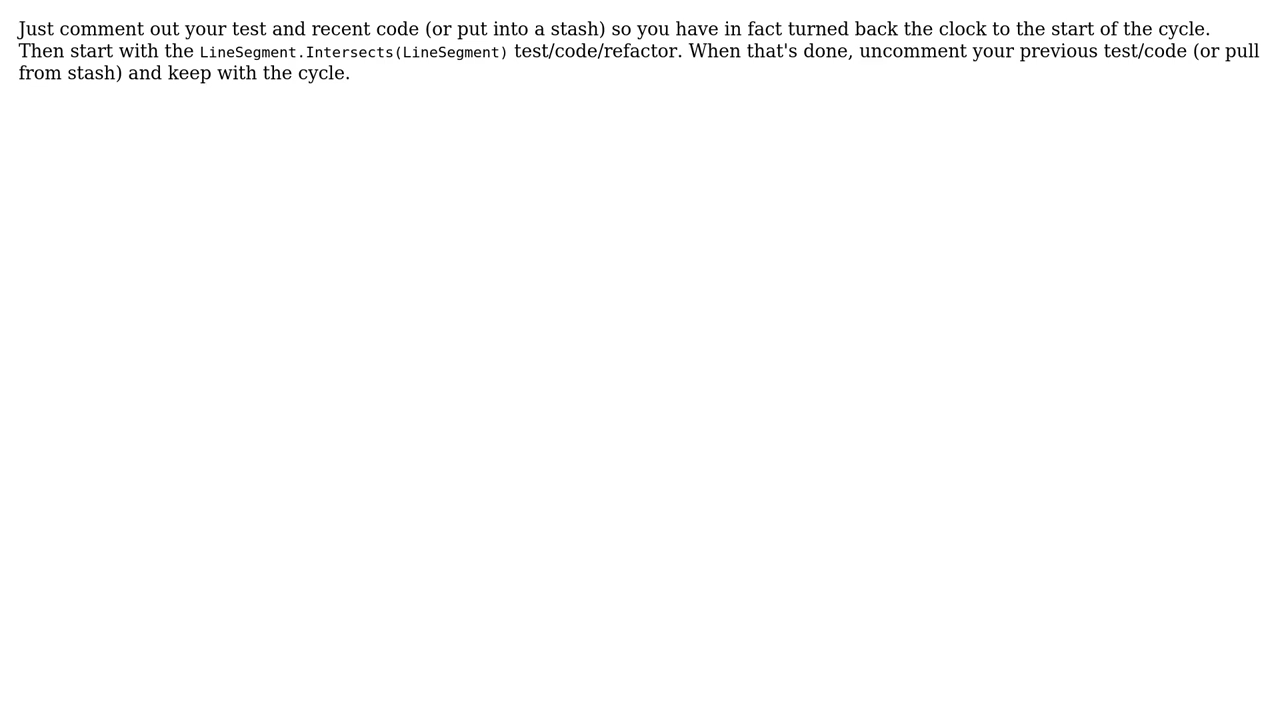 Just comment out your test and recent code (or put into a stash) so you have in fact turned back the clock to the start of the cycle.
Then start with the LineSegment.Intersects(LineSegment) test/code/refactor. When that's done, uncomment your previous test/code (or pull
from stash) and keep with the cycle.